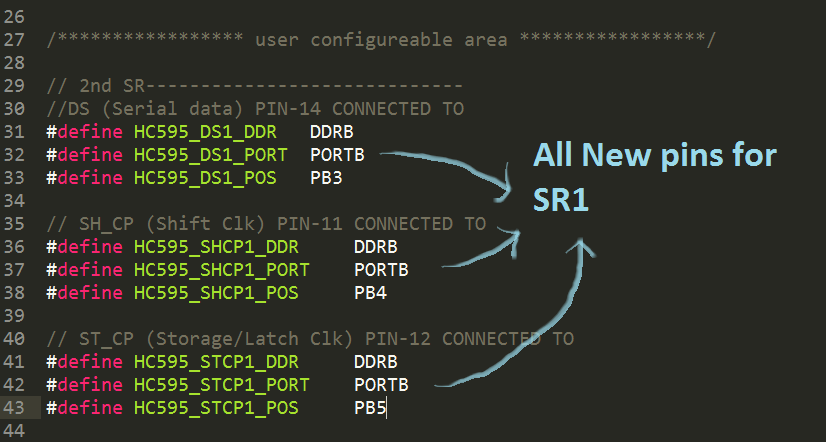 26
27 /***************** user configureable area *****************/
28
29 // 2nd SR-----------------------------
30 //DS (Serial data) PIN-14 CONNECTED TO
31 #define HC595_DS1_DDR   DDRB
32 #define HC595_DS1_PORT  PORTB
33 #define HC595_DS1_POS   PB3
All New pins for
SR1
34
35 // SH_CP (Shift Clk) PIN-11 CONNECTED TO
36 #define HC595_SHCP1_DDR     DDRB
37 #define HC595_SHCP1_PORT    PORTB
38 #define HC595_SHCP1_POS     PB4
39
40 // ST_CP (Storage/Latch Clk) PIN-12 CONNECTED TO
41 #define HC595_STCP1_DDR     DDRB
42 #define HC595_STCP1_PORT    PORTB
43 #define HC595_STCP1_POS     PB5
44